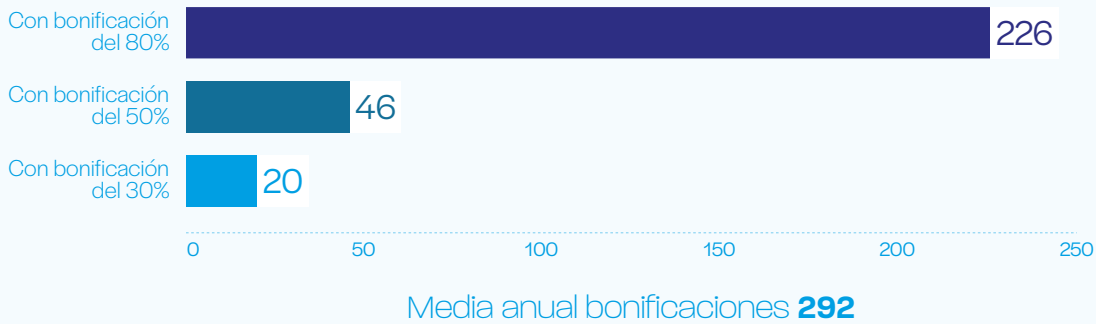 Con bonificación
del 80%
226
Con bonificación
del 50%
46
Con bonificación
del 30%
20
0 50 100 150 200 250
Media anual bonificaciones 292